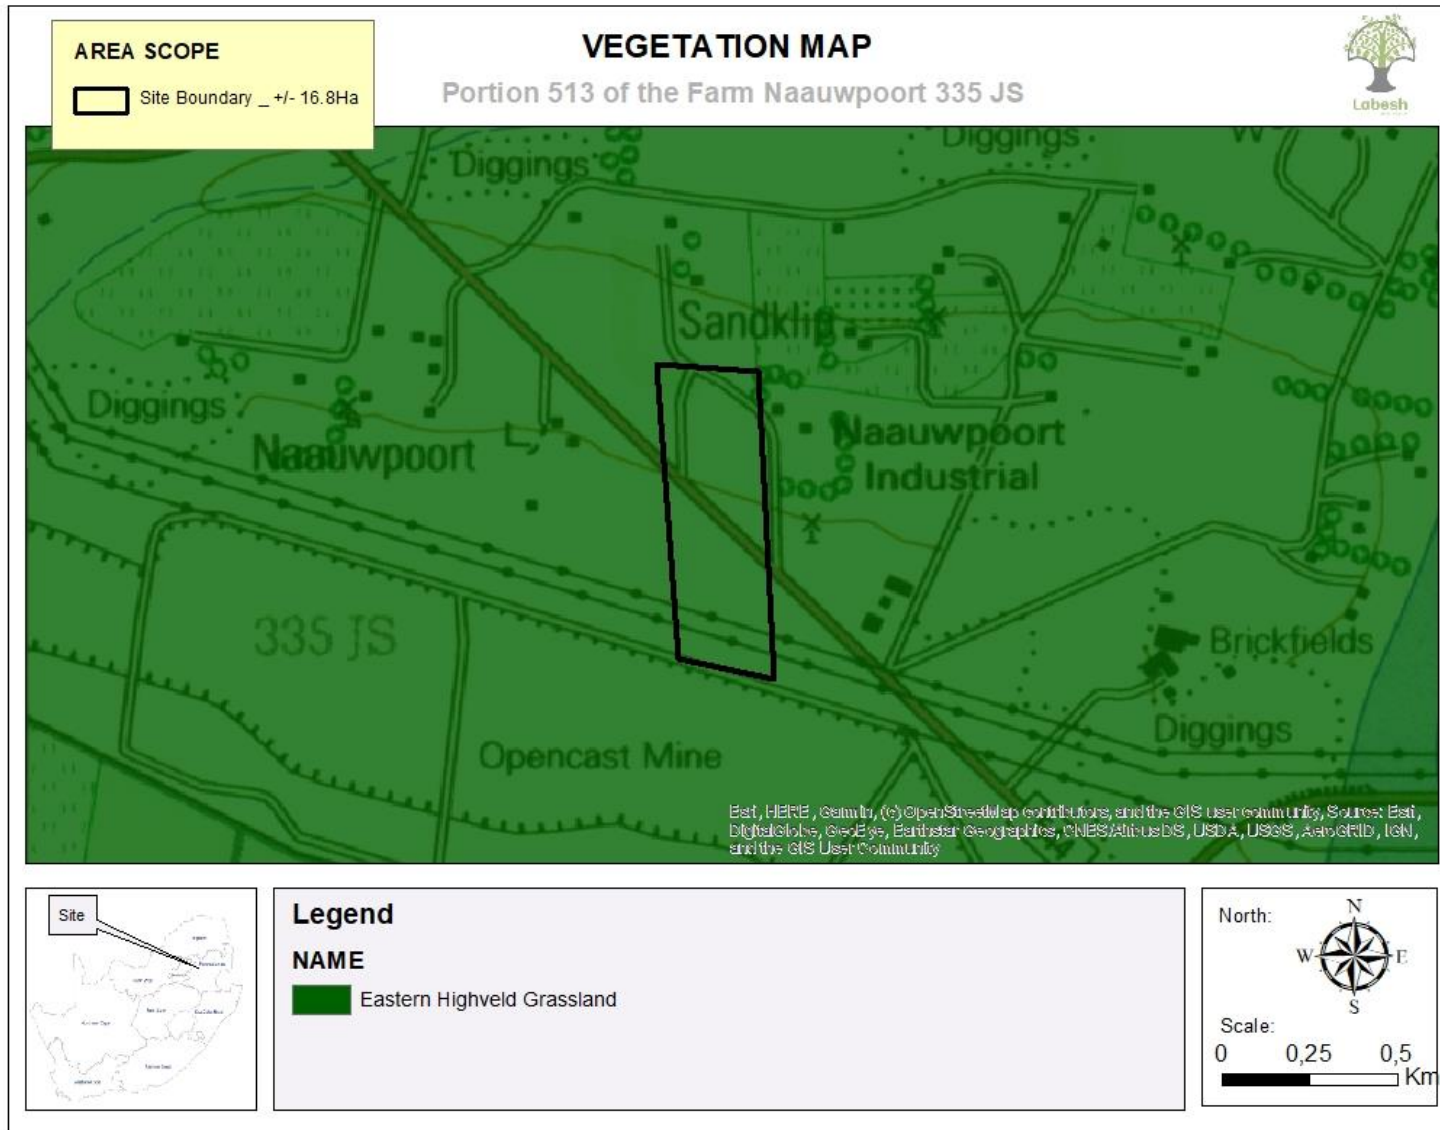 AREA SCOPE
Site Boundary _ +/- 16.8Ha
VEGETATION MAP
Portion 513 of the Farm Naauwpoort 335 JS
Labesh
Diggings
Diggings
W
Sandklip
Diggings
Naauwpoort
Naauwpoort
Industrial
335 JS
Brickfields
Diggings
Opencast Mine
Esri, HERE, Garmin, (c) OpenStreetMap contributors, and the GIS user community, Source: Esri,
DigitalGlobe, GeoEye, Earthstar Geographics, CNES/Airbus DS, USDA, USGS, AeroGRID, IGN,
and the GIS User Community
Site
Legend
NAME
Eastern Highveld Grassland
North:
N
W
E
S
Scale:
0 0,25 0,5
Km